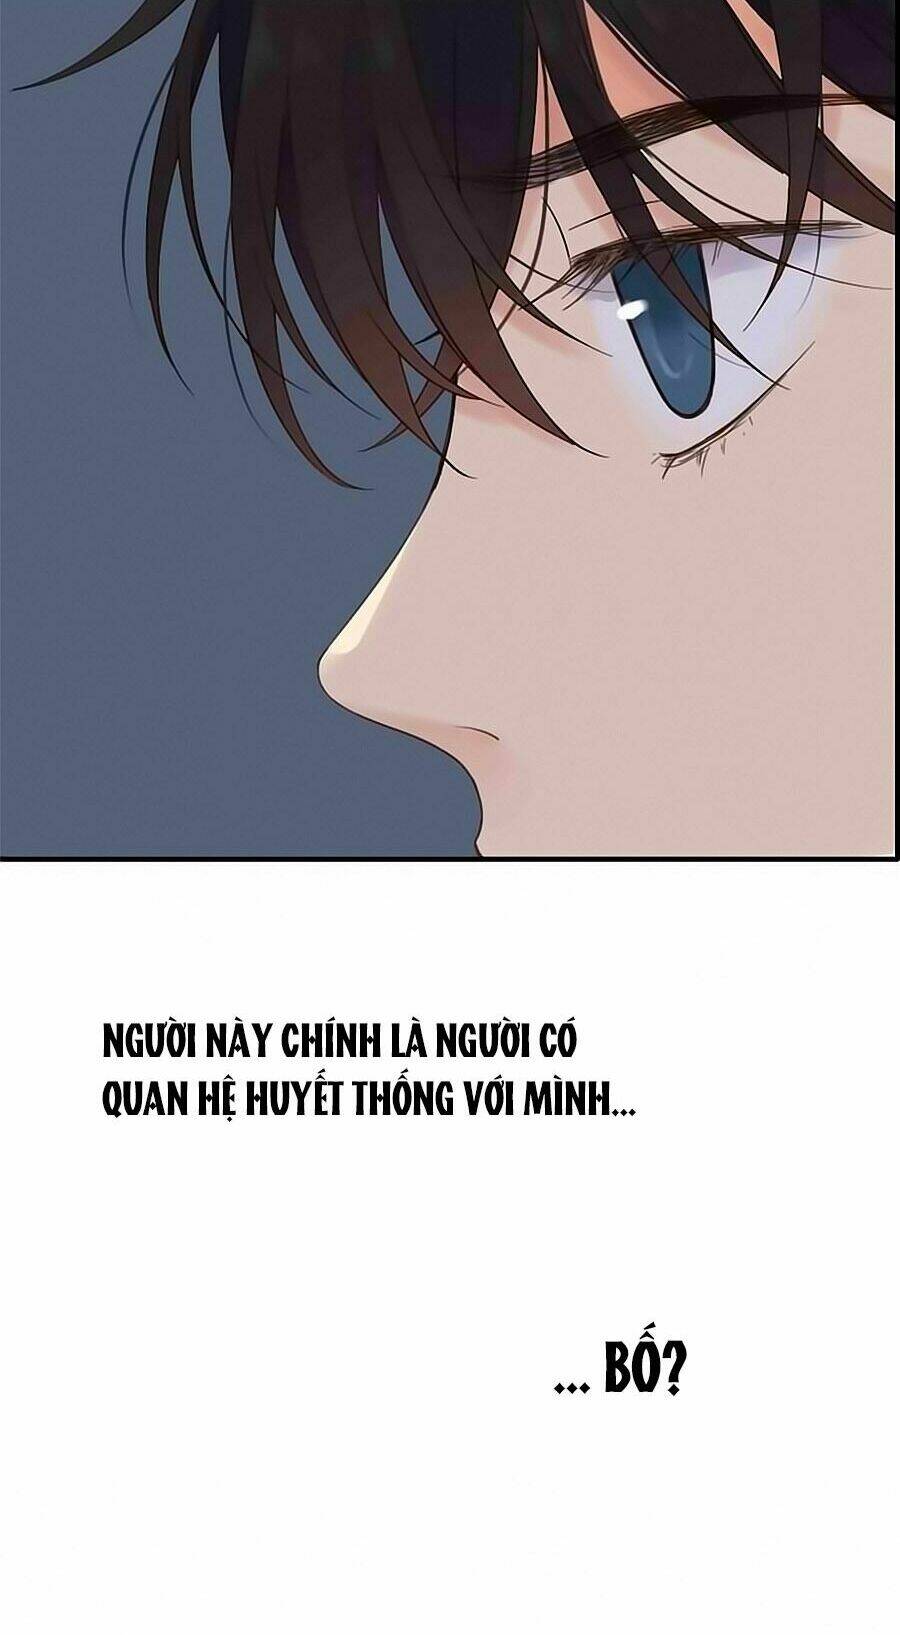 NGƯỜI NÀY CHÍNH LÀ NGƯỜI CÓ
QUAN HỆ HUYẾT THỐNG VỚI MÌNH...
... BỐ?